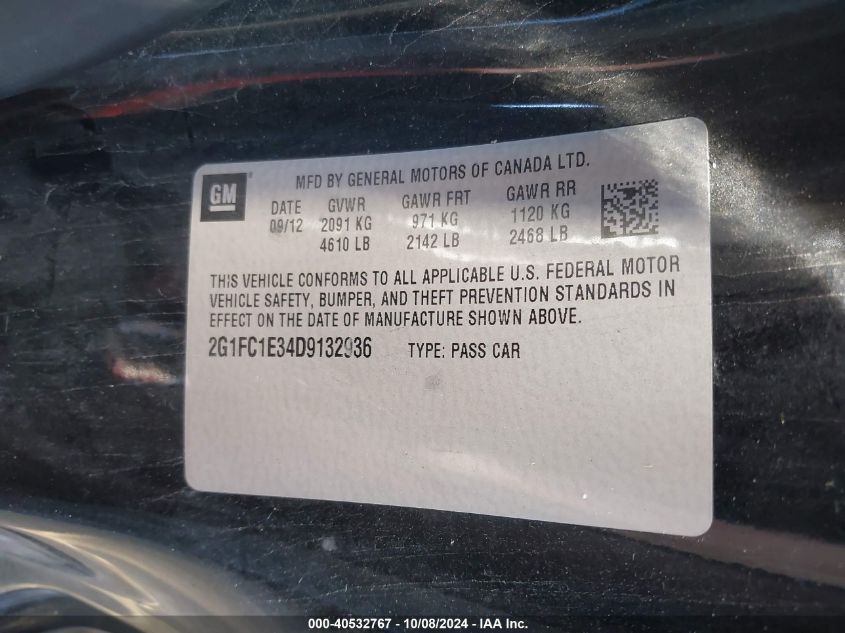 MFD BY GENERAL MOTORS OF CANADA LTD.
GM
DATE GVWR GAWR FRT GAWR RR
09/12 2091 KG 971 KG 1120 KG
4610 LB 2142 LB 2468 LB
THIS VEHICLE CONFORMS TO ALL APPLICABLE U.S. FEDERAL MOTOR
VEHICLE SAFETY, BUMPER, AND THEFT PREVENTION STANDARDS IN
EFFECT ON THE DATE OF MANUFACTURE SHOWN ABOVE.
2G1FC1E34D9132936 TYPE: PASS CAR
000-40532767 - 10/08/2024 - IAA Inc.